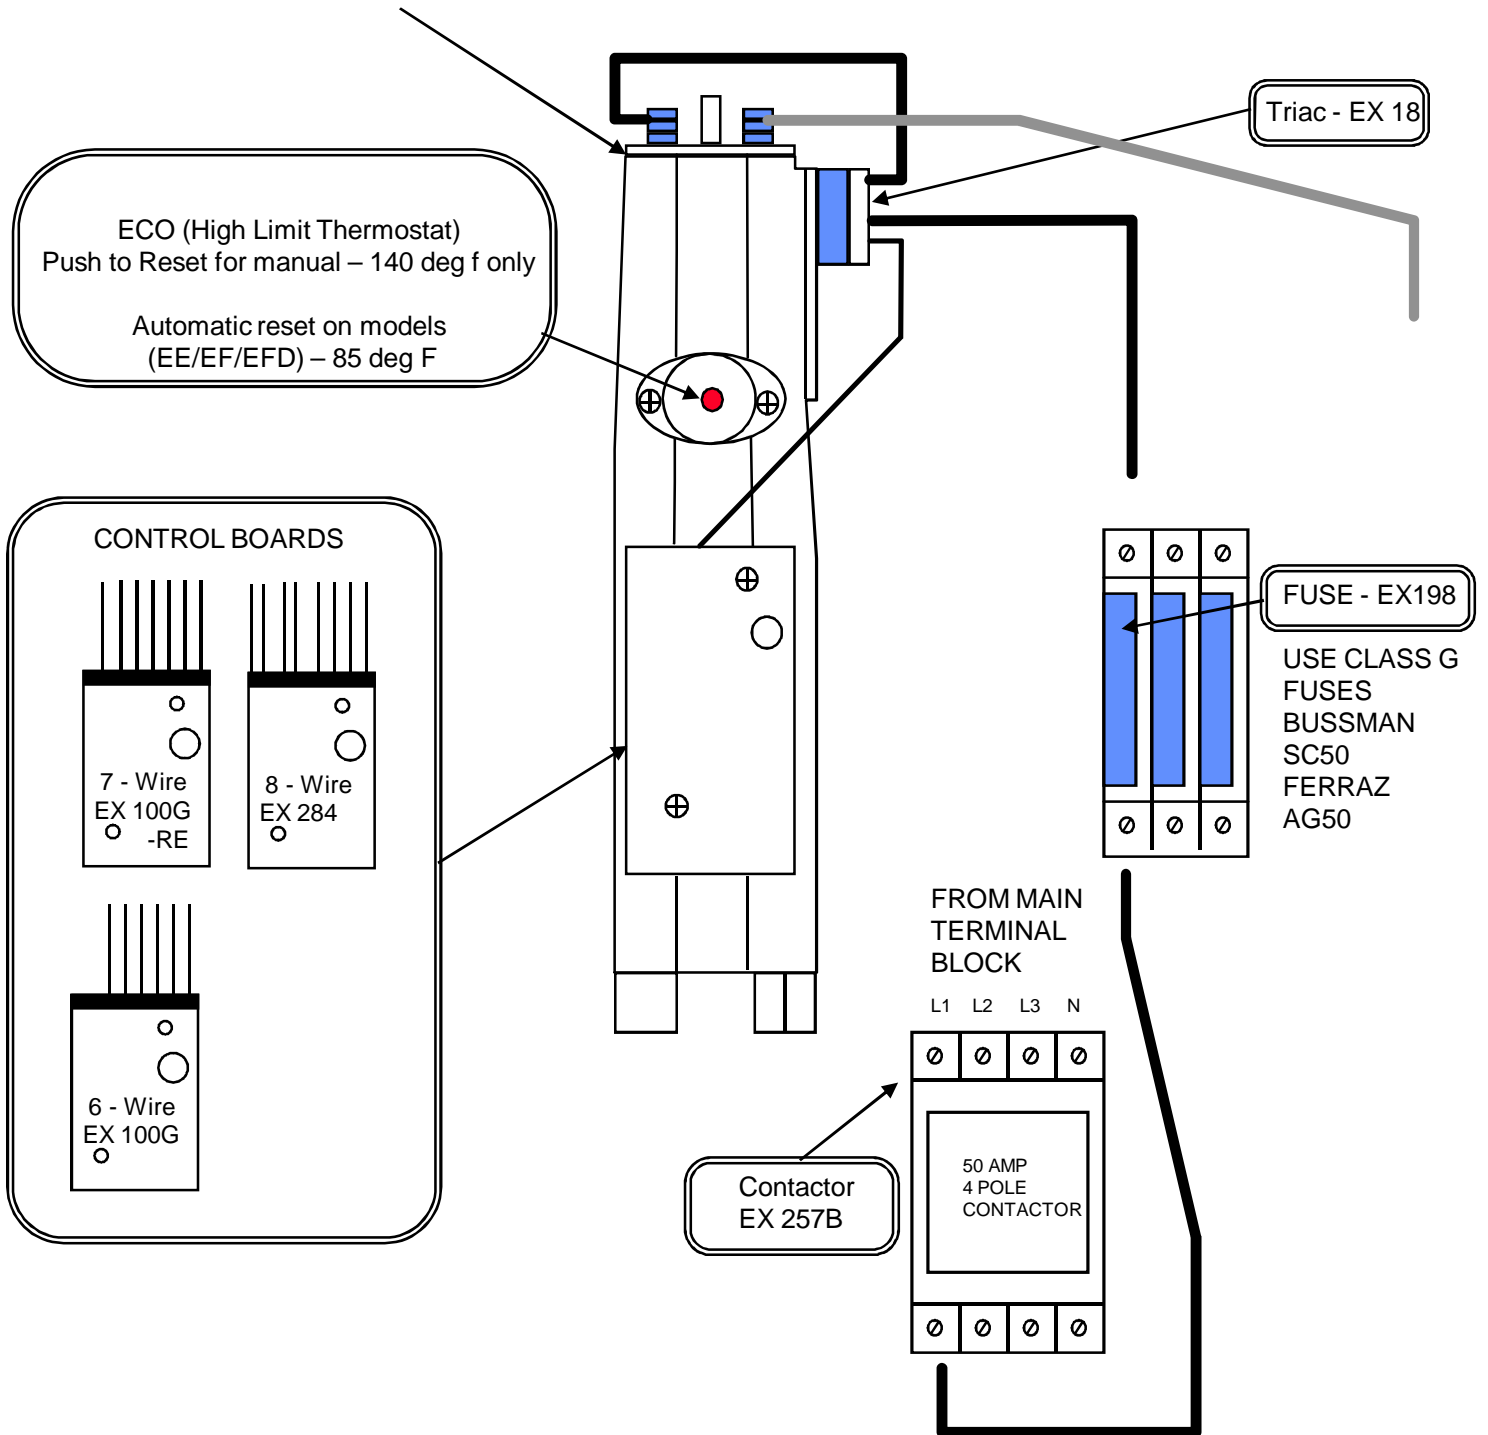 Triac - EX 18
ECO (High Limit Thermostat)
Push to Reset for manual – 140 deg f only
Automatic reset on models
(EE/EF/EFD) – 85 deg F
CONTROL BOARDS
7 - Wire
EX 100G
-RE
8 - Wire
EX 284
6 - Wire
EX 100G
FUSE - EX198
USE CLASS G
FUSES
BUSSMAN
SC50
FERRAZ
AG50
FROM MAIN
TERMINAL
BLOCK
L1 L2 L3 N
50 AMP
4 POLE
CONTACTOR
Contactor
EX 257B